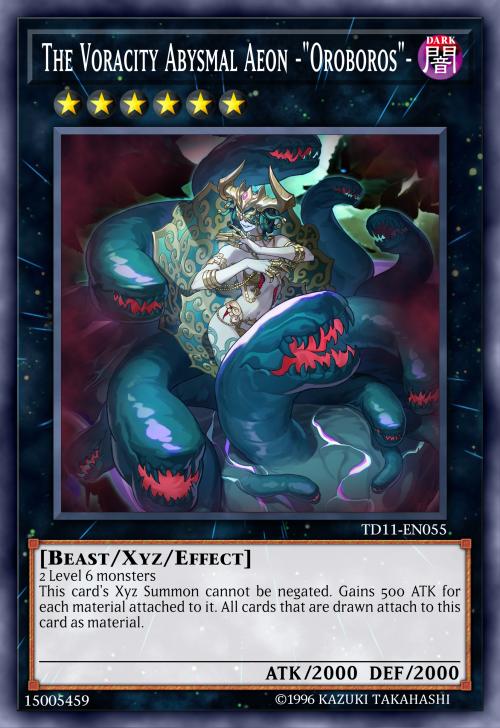 The Voracity Abysmal Aeon -"Oroboros"-
DARK
闇
TD11-EN055
[Beast/Xyz/Effect]
2 Level 6 monsters
This card's Xyz Summon cannot be negated. Gains 500 ATK for
each material attached to it. All cards that are drawn attach to this
card as material.
ATK/2000 DEF/2000
15005459
©1996 KAZUKI TAKAHASHI